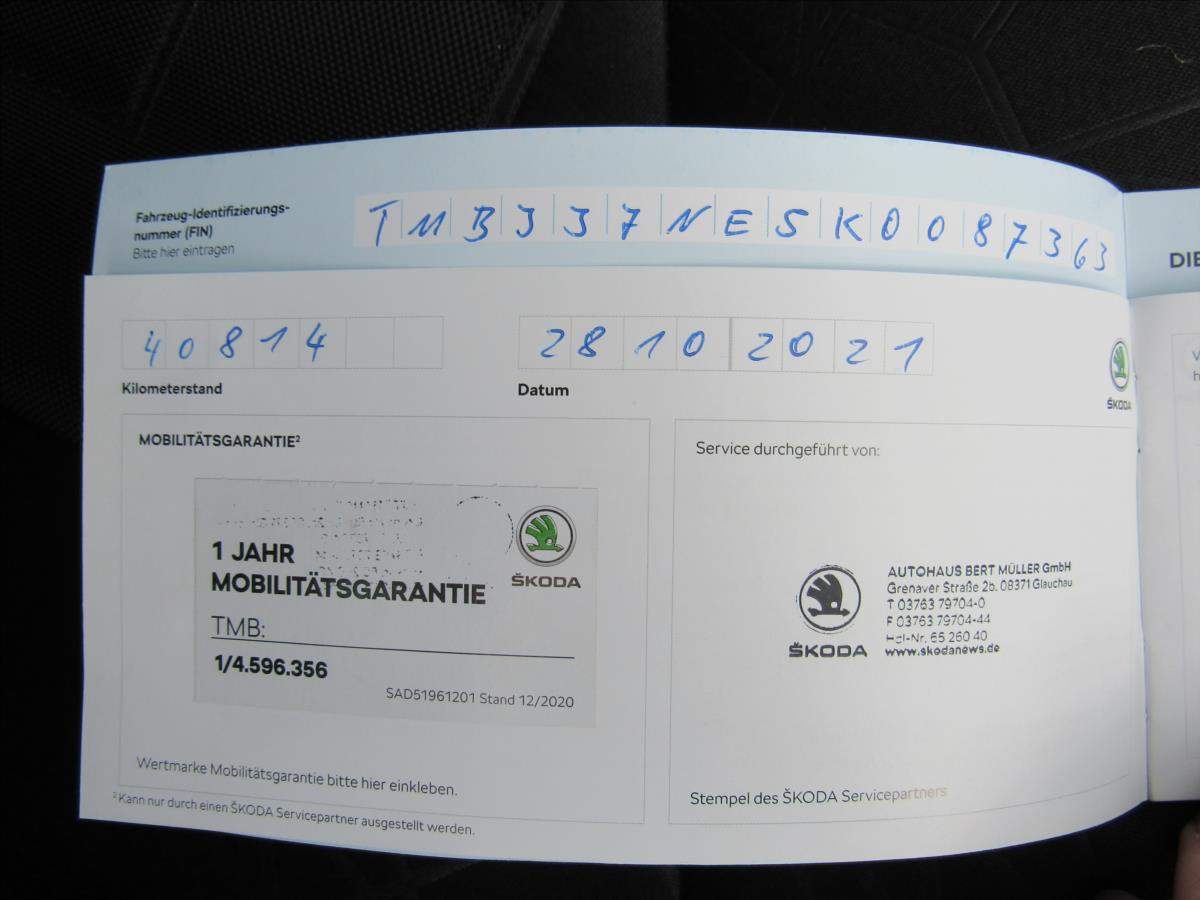 Fahrzeug-Identifizierungs-
nummer (FIN)
Bitte hier eintragen
TMBJJ7NESK0087363
40814
28 10 2021
Kilometerstand
Datum
ŠKODA
DIE
MOBILITÄTSGARANTIE²
Service durchgeführt von:
1 JAHR
MOBILITÄTSGARANTIE
ŠKODA
TMB:
1/4.596.356
SAD51961201 Stand 12/2020
ŠKODA
AUTOHAUS BERT MÜLLER GmbH
Grenayer Straße 2b, 08371 Glauchau
T 03763 79704-0
F 03763 79704-44
Hdl-Nr. 65 260 40
www.skodanews.de
Wertmarke Mobilitätsgarantie bitte hier einkleben.
Stempel des ŠKODA Servicepartners
² Kann nur durch einen ŠKODA Servicepartner ausgestellt werden.